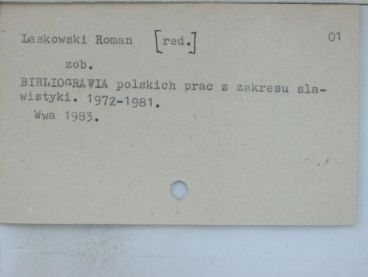 Laskowski Roman [red.] 01
zob.
BIBLIOGRAFIA polskich prac z zakresu sla-
wistyki. 1972-1981.
Wwa 1983.